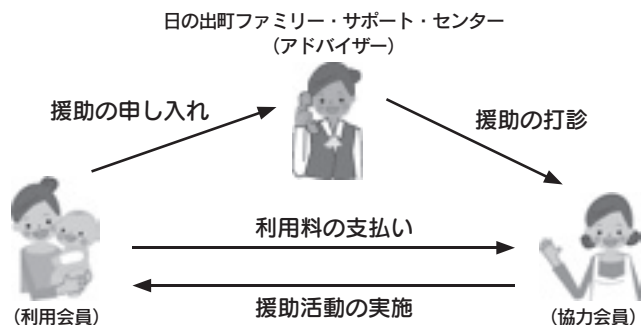 日の出町ファミリー・サポート・センター
（アドバイザー）
援助の申し入れ
援助の打診
利用料の支払い
援助活動の実施
（利用会員）
（協力会員）